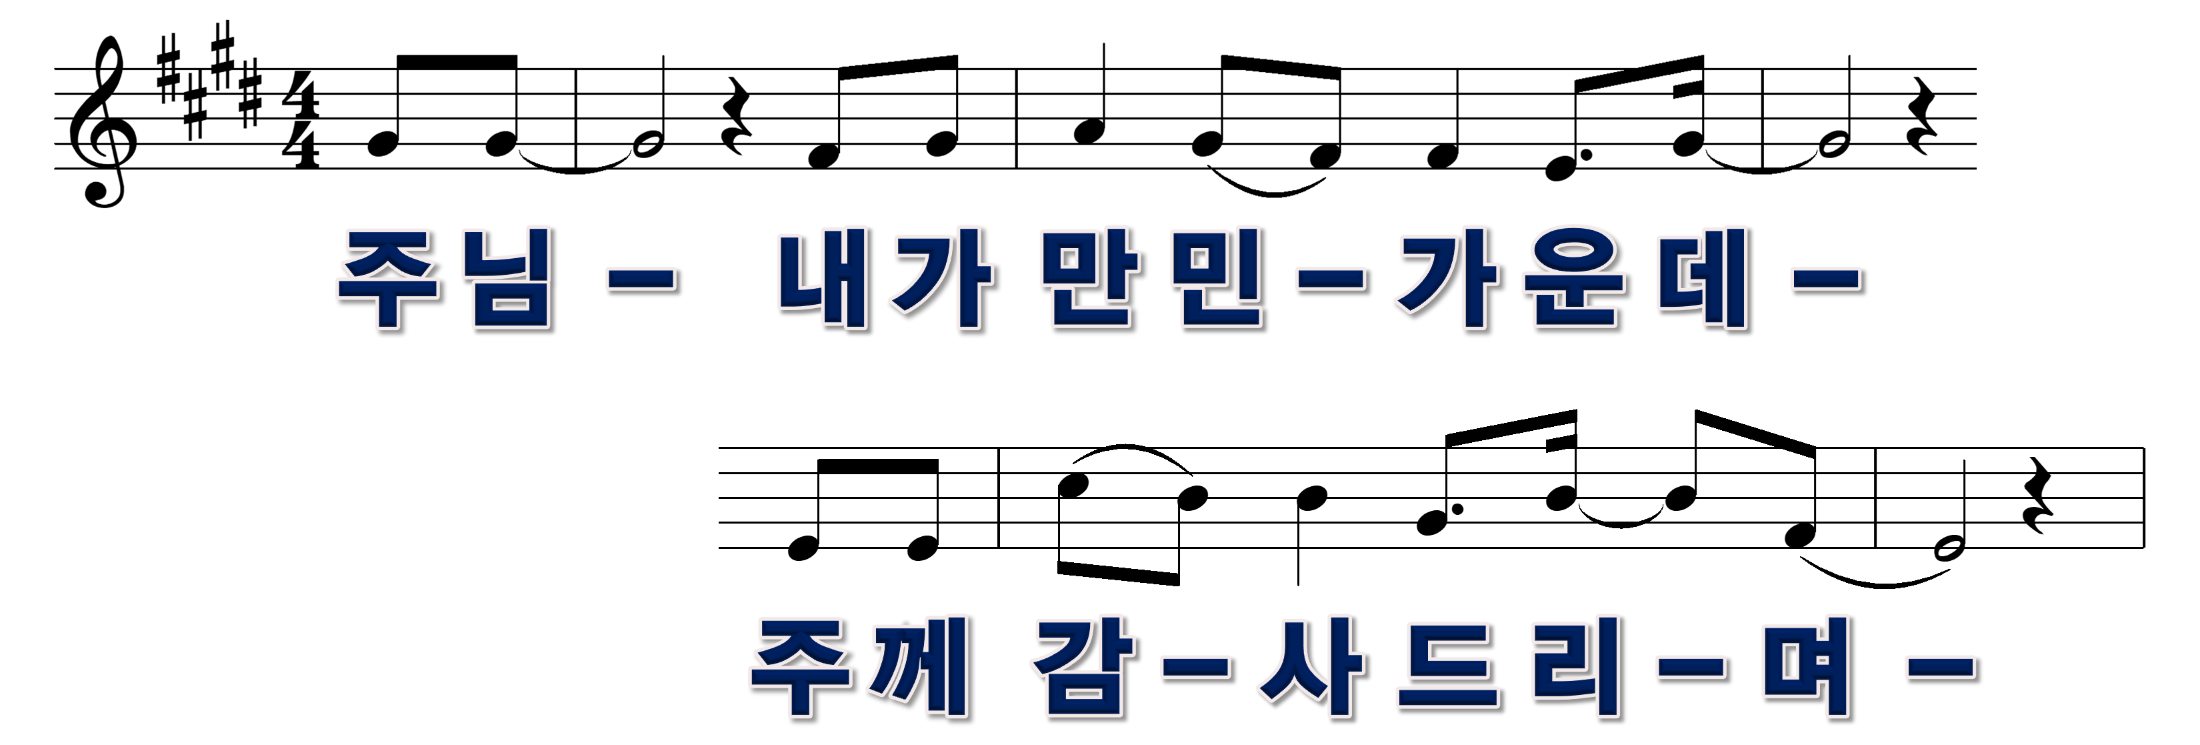 주님 - 내가 만민 - 가운데 -
주께 감 - 사드리 - 며 -